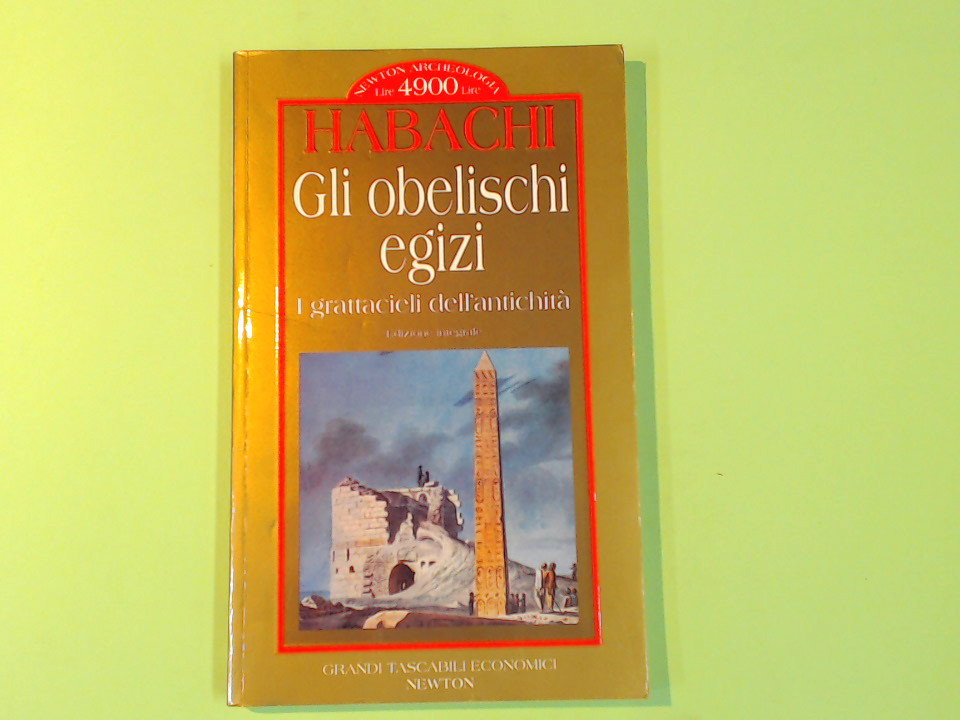 NEWTON ARCHEOLOGIA
Lire 4900 Lire
HABACHI
Gli obelischi
egizi
I grattacieli dell'antichità
Edizione integrale
GRANDI TASCABILI ECONOMICI
NEWTON